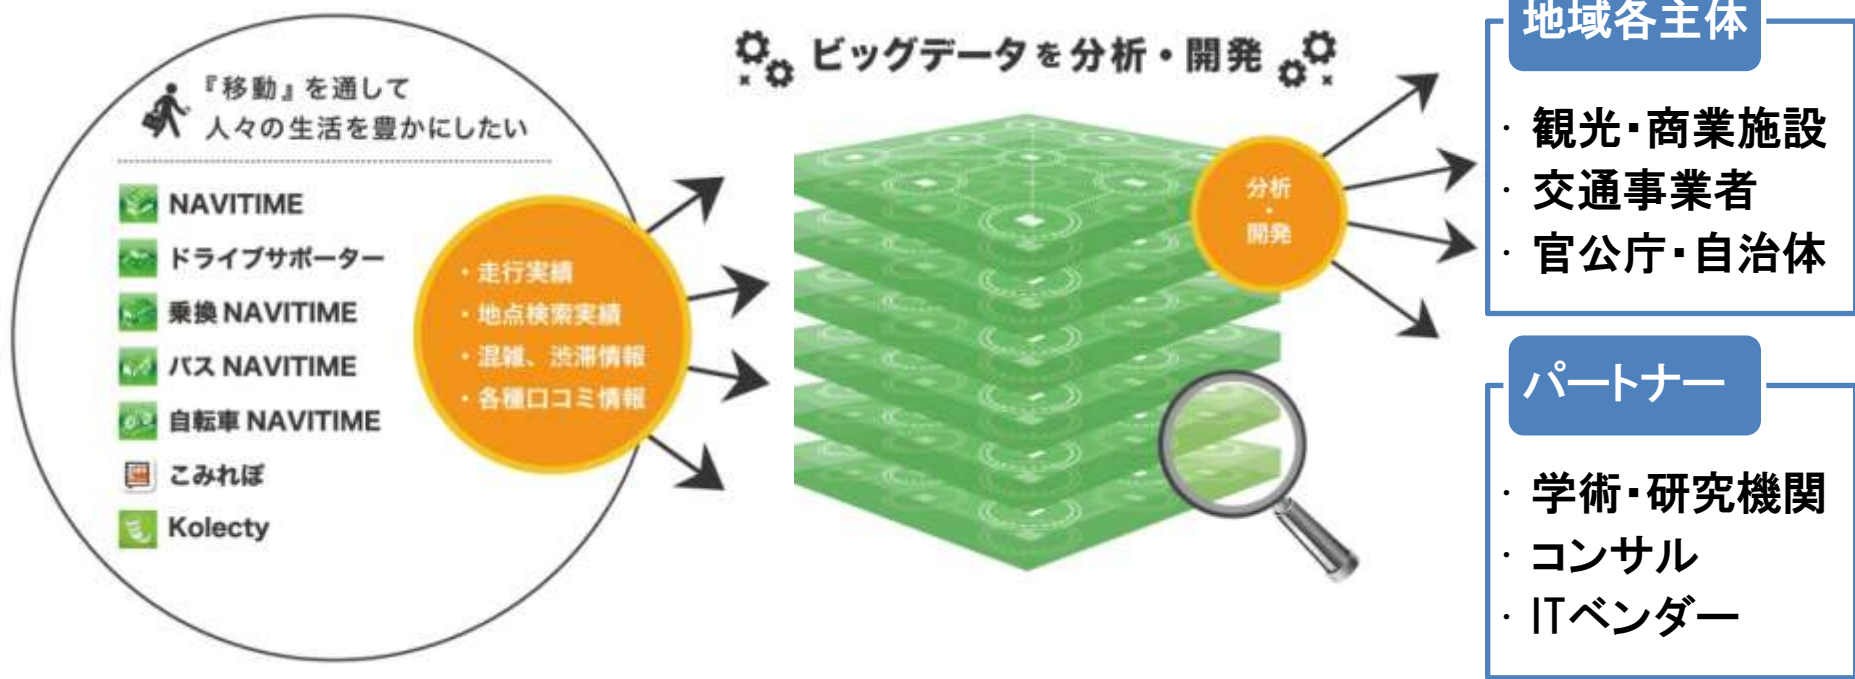 『移動』を通して
人々の生活を豊かにしたい
NAVITIME
ドライブサポーター
乗換 NAVITIME
バス NAVITIME
自転車 NAVITIME
こみれぽ
Kolecty
・走行実績
・地点検索実績
・混雑、渋滞情報
・各種口コミ情報
ビッグデータを分析・開発
分析
・
開発
地域各主体
・観光・商業施設
・交通事業者
・官公庁・自治体
パートナー
・学術・研究機関
・コンサル
・ITベンダー